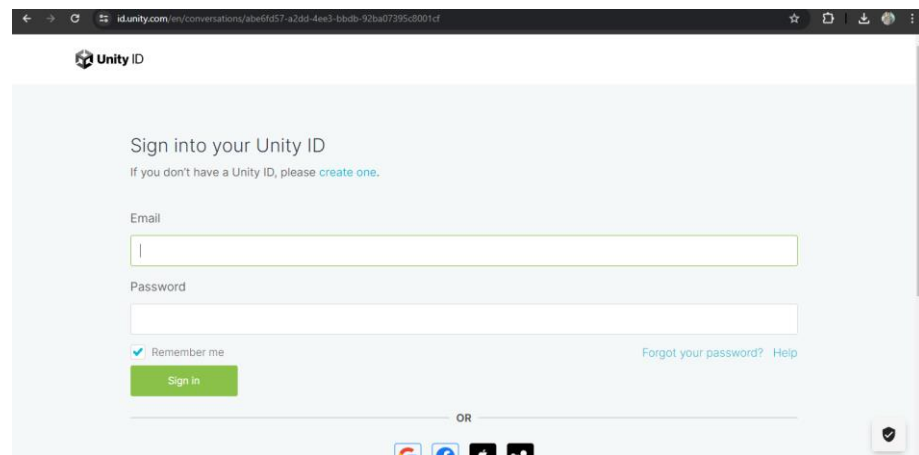 id.unity.com/en/conversations/abe6fd57-a2dd-4ee3-bbdb-92ba07395c8001cf
Unity ID
Sign into your Unity ID
If you don't have a Unity ID, please create one.
Email
Password
Remember me
Forgot your password? Help
Sign in
OR